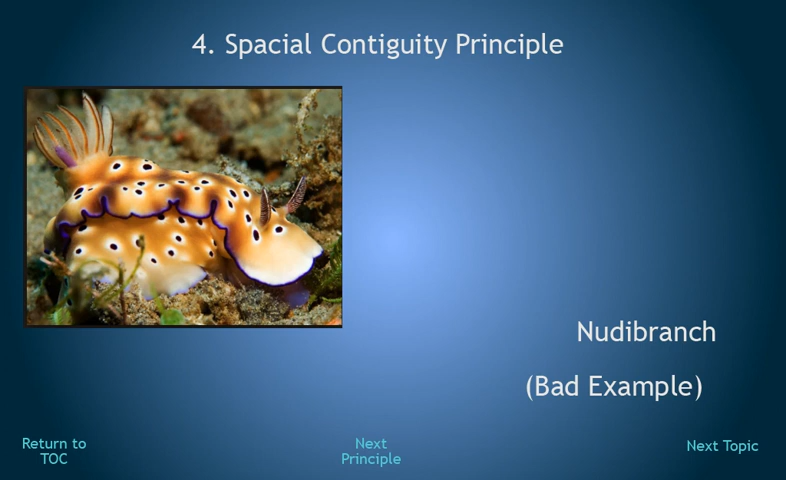 4. Spacial Contiguity Principle
Nudibranch
(Bad Example)
Return to
TOC
Next
Principle
Next Topic